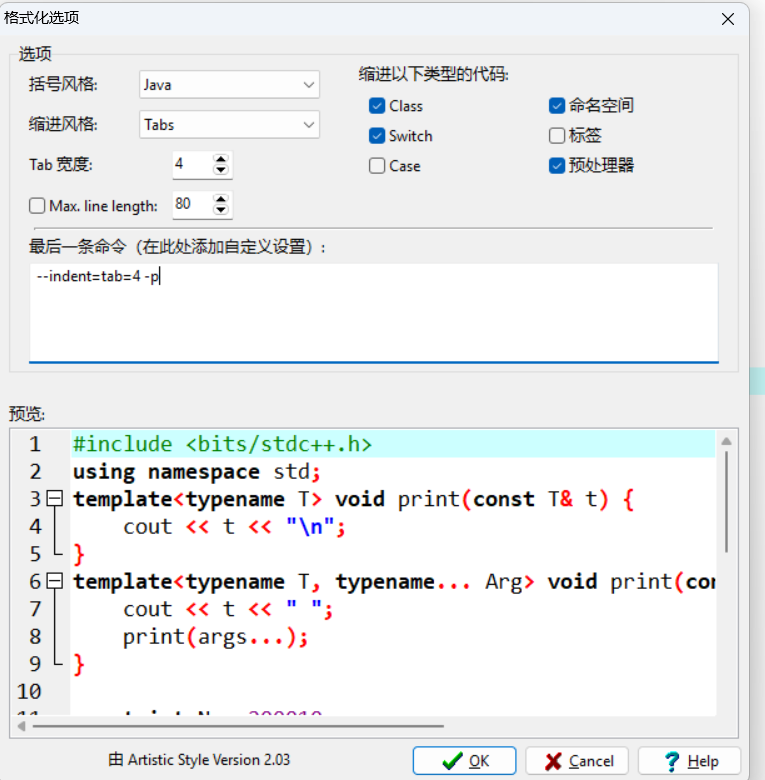 格式化选项
选项
括号风格: Java
缩进风格: Tabs
Tab 宽度: 4
Max. line length: 80
缩进以下类型的代码:
Class 命名空间
Switch 标签
Case 预处理器
最后一条命令（在此处添加自定义设置）:
--indent=tab=4 -p
预览:
1 #include <bits/stdc++.h>
2 using namespace std;
3 template<typename T> void print(const T& t) {
4 cout << t << "\n";
5 }
6 template<typename T, typename... Arg> void print(con
7 cout << t << " ";
8 print(args...);
9 }
10
由 Artistic Style Version 2.03
OK Cancel Help